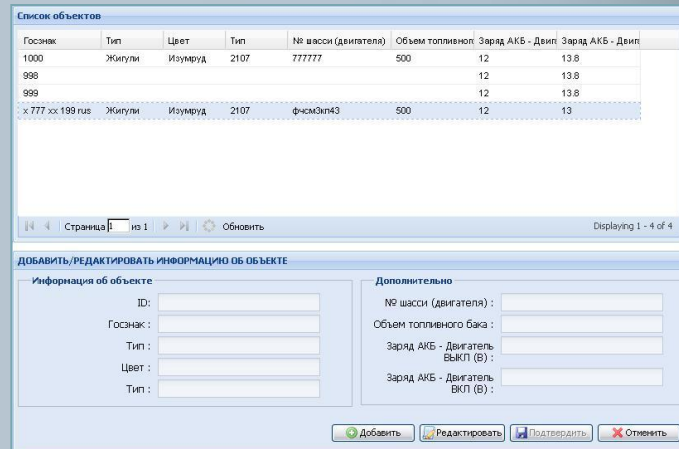 Список объектов
Госзнак Тип Цвет Тип № шасси (двигателя) Объем топливног Заряд АКБ - Двиг Заряд АКБ - Двиг
1000 Жигули Изумруд 2107 777777 500 12 13.8
998 12 13.8
999 12 13.8
х 777 хх 199 rus Жигули Изумруд 2107 фчсм3кп43 500 12 13
Страница 1 из 1 Обновить Displaying 1 - 4 of 4
ДОБАВИТЬ/РЕДАКТИРОВАТЬ ИНФОРМАЦИЮ ОБ ОБЪЕКТЕ
Информация об объекте
ID:
Госзнак :
Тип :
Цвет :
Тип :
Дополнительно
№ шасси (двигателя) :
Объем топливного бака :
Заряд АКБ - Двигатель
ВЫКЛ (В) :
Заряд АКБ - Двигатель
ВКЛ (В) :
Добавить Редактировать Подтвердить Отменить